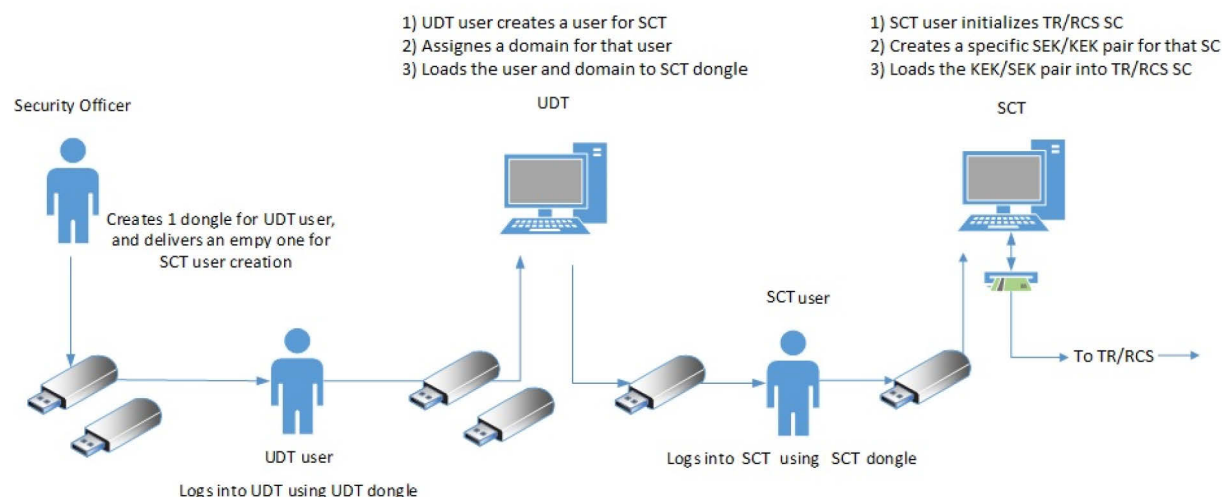 1) UDT user creates a user for SCT
2) Assignes a domain for that user
3) Loads the user and domain to SCT dongle
UDT
1) SCT user initializes TR/RCS SC
2) Creates a specific SEK/KEK pair for that SC
3) Loads the KEK/SEK pair into TR/RCS SC
SCT
Security Officer
Creates 1 dongle for UDT user,
and delivers an empy one for
SCT user creation
SCT user
To TR/RCS
UDT user
Logs into UDT using UDT dongle
Logs into SCT using SCT dongle